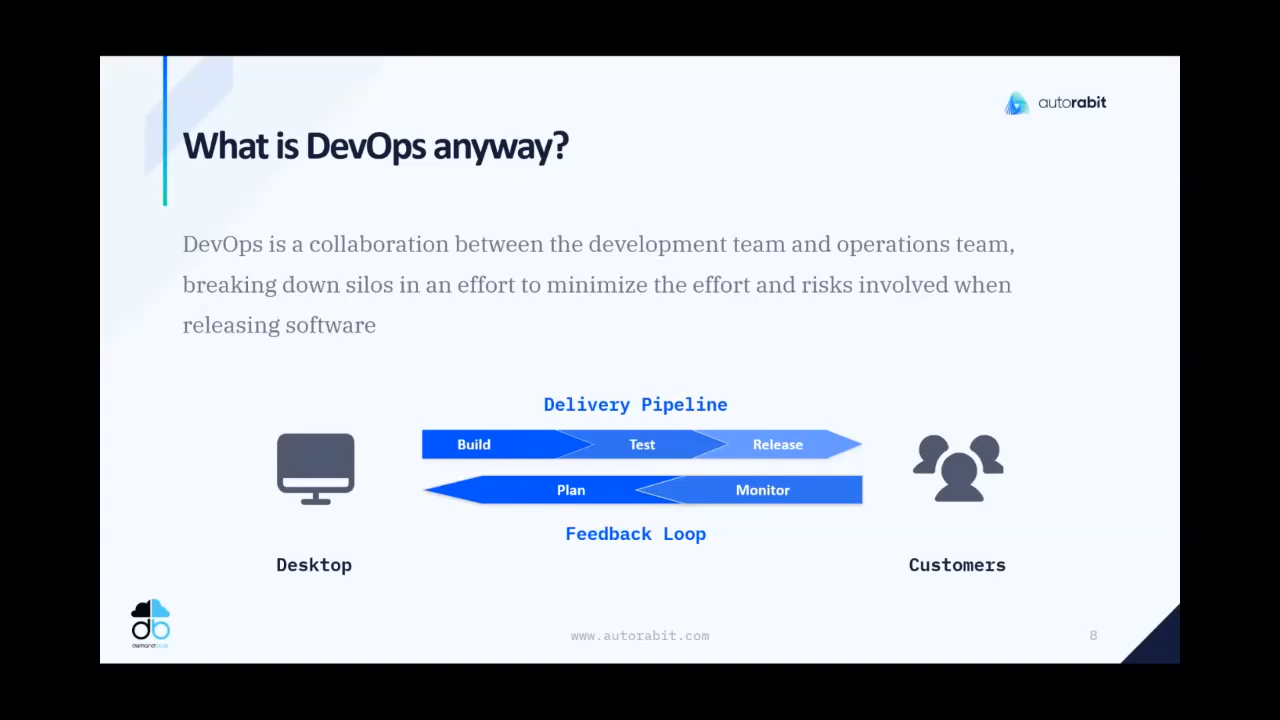 autorabit
What is DevOps anyway?
DevOps is a collaboration between the development team and operations team,
breaking down silos in an effort to minimize the effort and risks involved when
releasing software
Delivery Pipeline
Build Test Release
Plan Monitor
Feedback Loop
Desktop
Customers
db
demandblue
www.autorabit.com
8